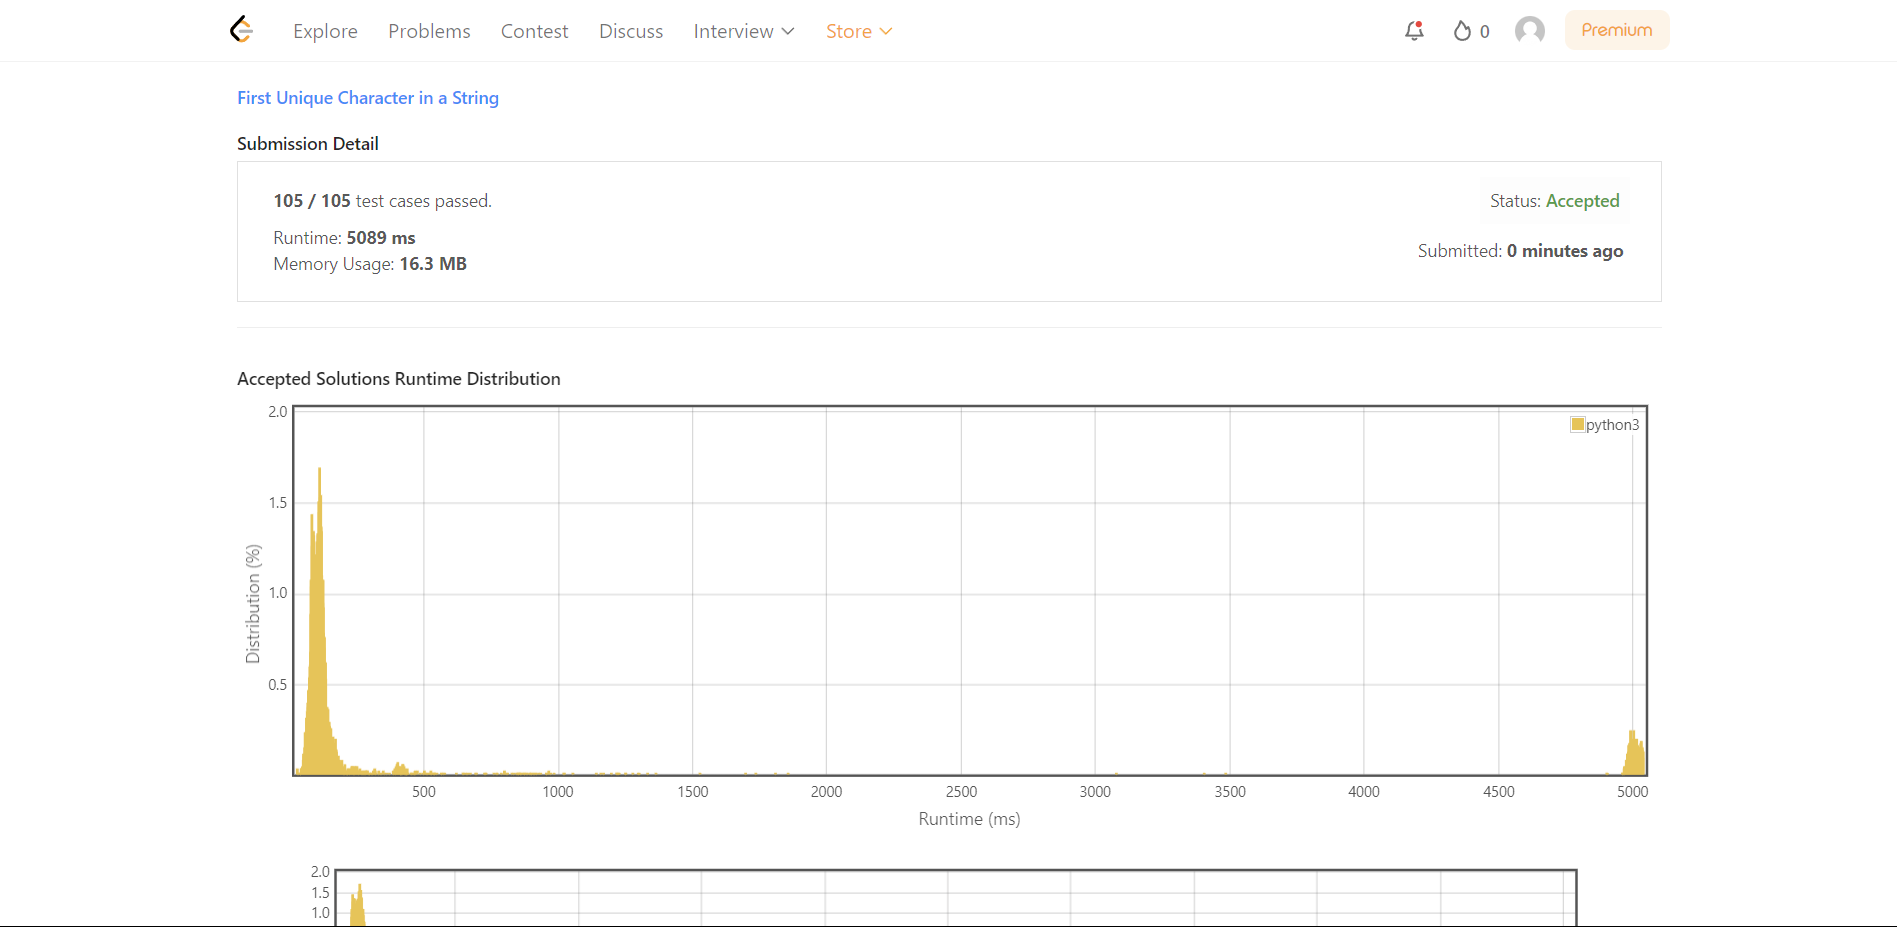 Explore Problems Contest Discuss Interview Store 0 Premium
First Unique Character in a String
Submission Detail
105 / 105 test cases passed. Status: Accepted
Runtime: 5089 ms
Submitted: 0 minutes ago
Memory Usage: 16.3 MB
Accepted Solutions Runtime Distribution
2.0
python3
1.5
1.0
0.5
Distribution (%)
500 1000 1500 2000 2500 3000 3500 4000 4500 5000
Runtime (ms)
2.0
1.5
1.0